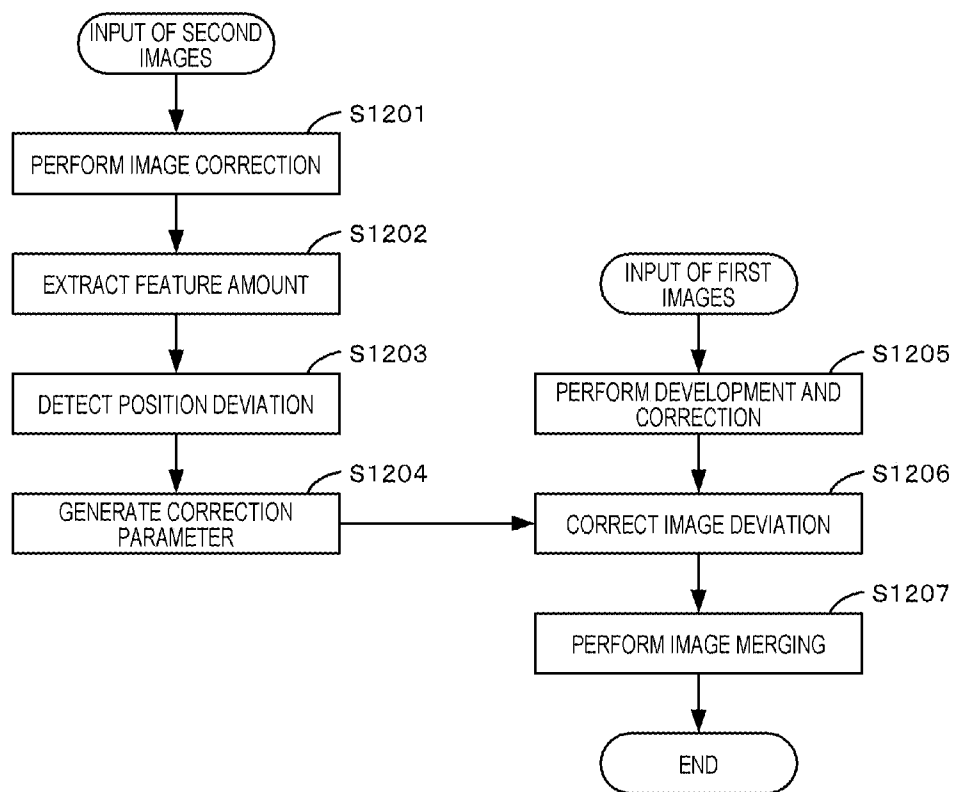 INPUT OF SECOND
IMAGES
S1201
PERFORM IMAGE CORRECTION
S1202
EXTRACT FEATURE AMOUNT
S1203
DETECT POSITION DEVIATION
S1204
GENERATE CORRECTION
PARAMETER
INPUT OF FIRST
IMAGES
S1205
PERFORM DEVELOPMENT AND
CORRECTION
S1206
CORRECT IMAGE DEVIATION
S1207
PERFORM IMAGE MERGING
END